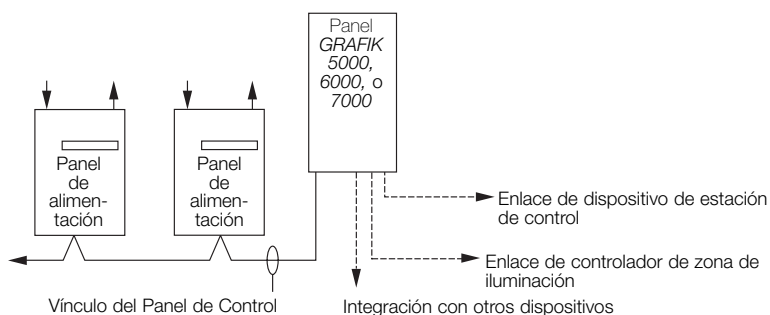 Panel
GRAFIK
5000,
6000, o
7000
Panel
de
alimen-
tación
Panel
de
alimen-
tación
Enlace de dispositivo de estación
de control
Enlace de controlador de zona de
iluminación
Vínculo del Panel de Control
Integración con otros dispositivos